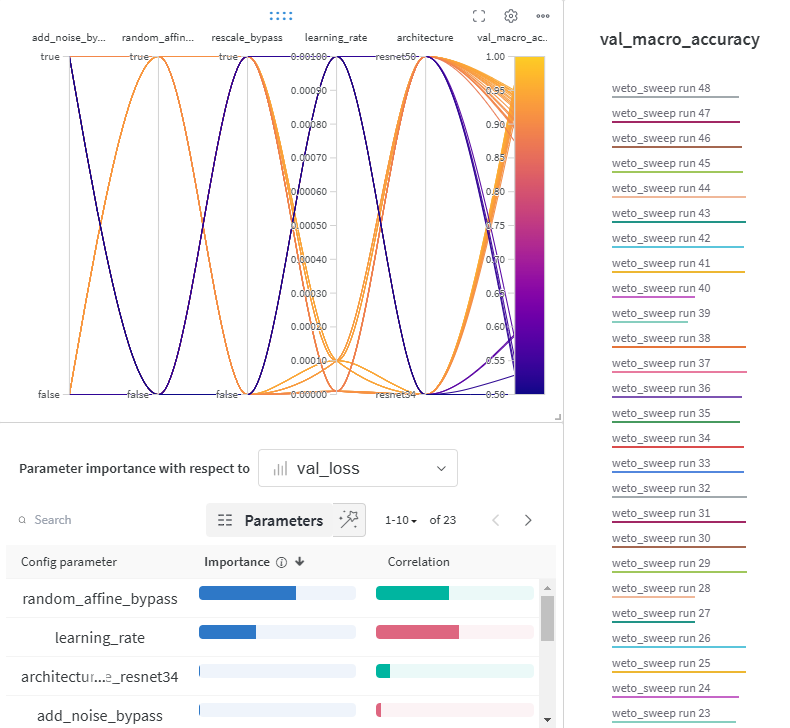 add_noise_by... random_affin... rescale_bypass learning_rate architecture val_macro_ac..
true true true 0.00100 resnet50 1.00
0.00090 0.95
0.00080 0.90
0.00070 0.85
0.00060 0.80
0.00050 0.75
0.00040 0.70
0.00030 0.65
0.00020 0.60
0.00010 0.55
false false false 0.00000 resnet34 0.50
Parameter importance with respect to val_loss
Search Parameters 1-10 of 23
Config parameter Importance Correlation
random_affine_bypass
learning_rate
architectur...e_resnet34
add_noise_bypass
val_macro_accuracy
weto_sweep run 48
weto_sweep run 47
weto_sweep run 46
weto_sweep run 45
weto_sweep run 44
weto_sweep run 43
weto_sweep run 42
weto_sweep run 41
weto_sweep run 40
weto_sweep run 39
weto_sweep run 38
weto_sweep run 37
weto_sweep run 36
weto_sweep run 35
weto_sweep run 34
weto_sweep run 33
weto_sweep run 32
weto_sweep run 31
weto_sweep run 30
weto_sweep run 29
weto_sweep run 28
weto_sweep run 27
weto_sweep run 26
weto_sweep run 25
weto_sweep run 24
weto_sweep run 23